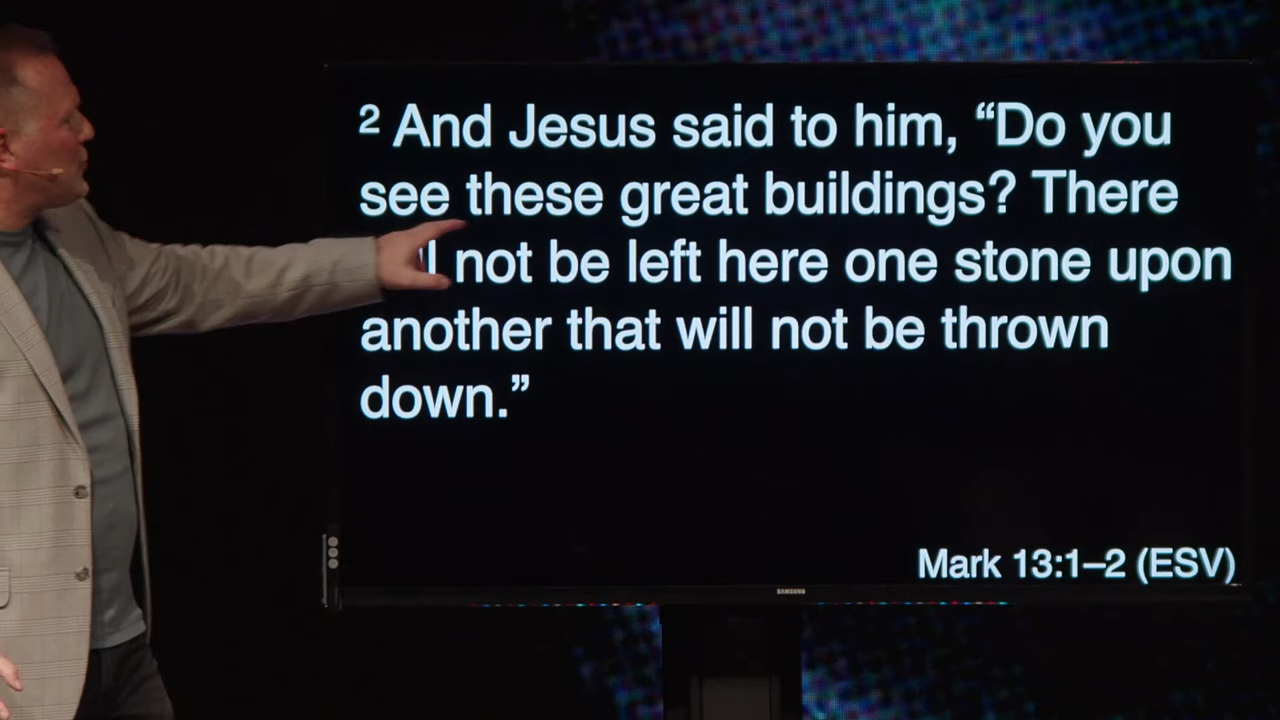 ² And Jesus said to him, “Do you
see these great buildings? There
not be left here one stone upon
another that will not be thrown
down.”
Mark 13:1–2 (ESV)
SAMSUNG